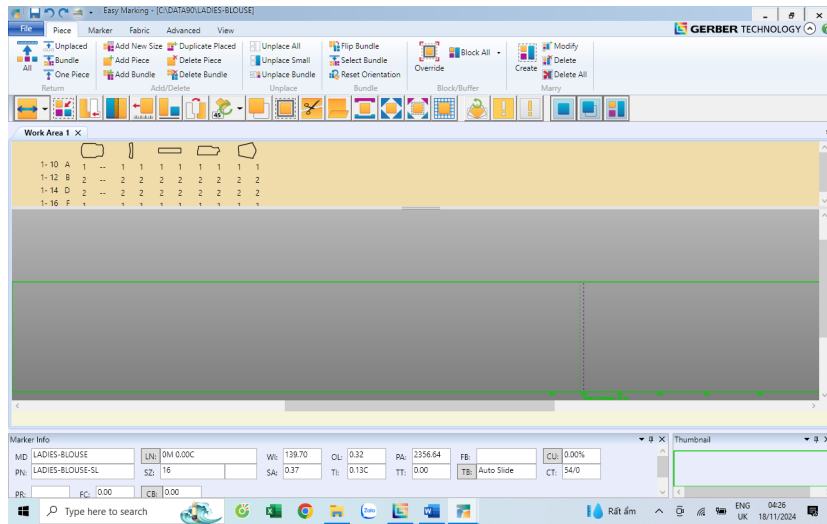 Easy Marking - [C:\DATA90\LADIES-BLOUSE]
File Piece Marker Fabric Advanced View
GERBER TECHNOLOGY
All
Unplaced
Bundle
One Piece
Return
Add New Size Duplicate Placed
Add Piece Delete Piece
Add Bundle Delete Bundle
Add/Delete
Unplace All
Unplace Small
Unplace Bundle
Unplace
Flip Bundle
Select Bundle
Reset Orientation
Bundle
Override
Block All
Block/Buffer
Create
Modify
Delete
Delete All
Marry
45
Work Area 1 X
1- 10 A 1 -- 1 1 1 1 1 1 1 1
1- 12 B 2 -- 2 2 2 2 2 2 2 2
1- 14 D 2 -- 2 2 2 2 2 2 2 2
1- 16 F
Marker Info
Thumbnail
MD LADIES-BLOUSE LN: 0M 0.00C WI: 139.70 OL: 0.32 PA: 2356.64 FB: CU: 0.00%
PN: LADIES-BLOUSE-SL SZ: 16 SA: 0.37 TI: 0.13C TT: 0.00 TB: Auto Slide CT: 54/0
PR: FC: 0.00 CB: 0.00
Type here to search
Zalo
Rất ẩm
ENG
UK
04:26
18/11/2024